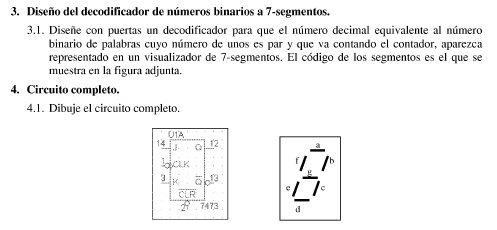 3. Diseño del decodificador de números binarios a 7-segmentos.
3.1. Diseñe con puertas un decodificador para que el número decimal equivalente al número
binario de palabras cuyo número de unos es par y que va contando el contador, aparezca
representado en un visualizador de 7-segmentos. El código de los segmentos es el que se
muestra en la figura adjunta.
4. Circuito completo.
4.1. Dibuje el circuito completo.
U1A
14 J Q 12
1 CLK
3 K Q 13
CLR
2 7473
a
f b
g
e c
d